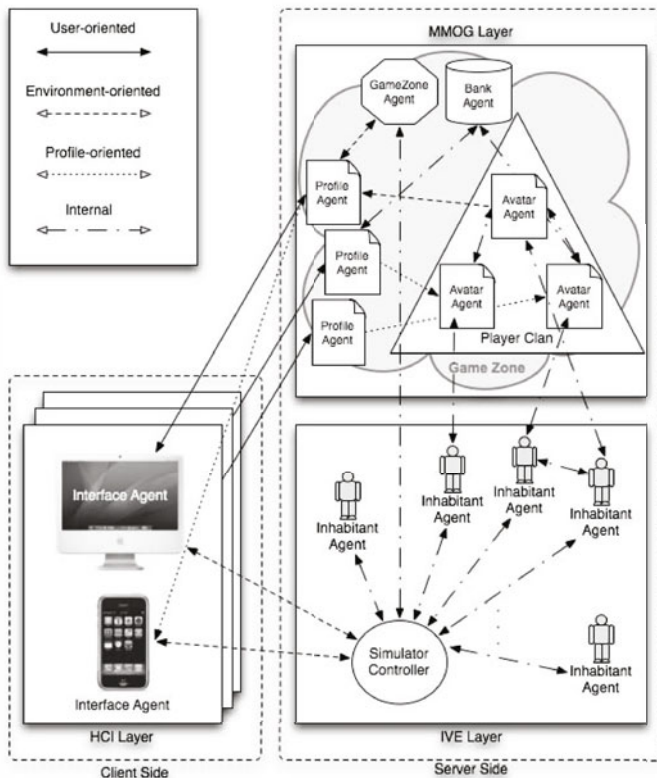 User-oriented
Environment-oriented
Profile-oriented
Internal
MMOG Layer
GameZone
Agent
Bank
Agent
Profile
Agent
Profile
Agent
Profile
Agent
Avatar
Agent
Avatar
Agent
Avatar
Agent
Player Clan
Game Zone
Interface Agent
Interface Agent
HCI Layer
Client Side
Inhabitant
Agent
Inhabitant
Agent
Inhabitant
Agent
Inhabitant
Agent
Inhabitant
Agent
Simulator
Controller
IVE Layer
Server Side